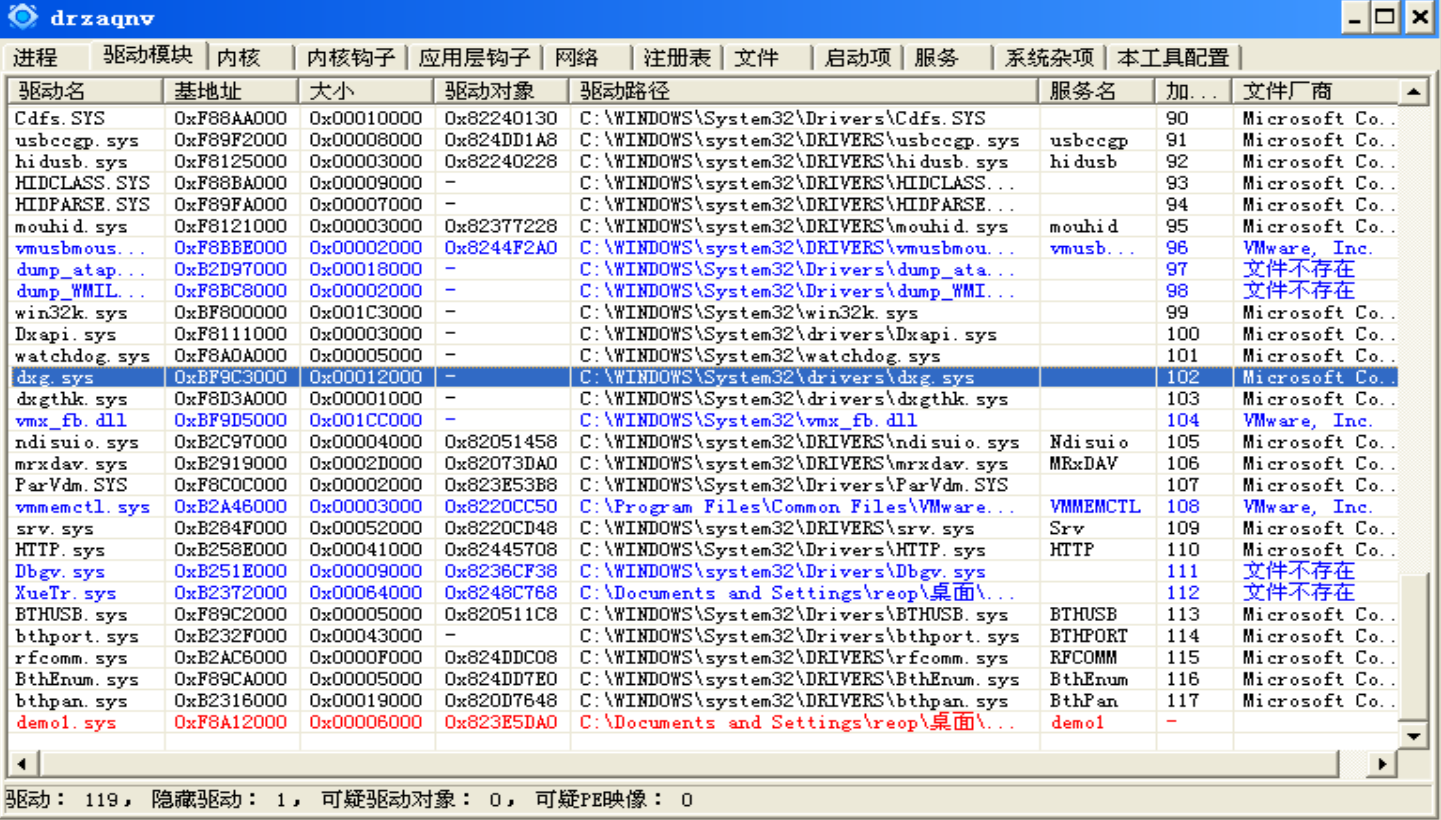 drzaqnv
进程 驱动模块 内核 内核钩子 应用层钩子 网络 注册表 文件 启动项 服务 系统杂项 本工具配置
驱动名 基地址 大小 驱动对象 驱动路径 服务名 加... 文件厂商
Cdfs.SYS 0xF88AA000 0x00010000 0x82240130 C:\WINDOWS\System32\Drivers\Cdfs.SYS 90 Microsoft Co..
usbccgp.sys 0xF89F2000 0x00008000 0x824DD1A8 C:\WINDOWS\system32\DRIVERS\usbccgp.sys usbccgp 91 Microsoft Co..
hidusb.sys 0xF8125000 0x00003000 0x82240228 C:\WINDOWS\system32\DRIVERS\hidusb.sys hidusb 92 Microsoft Co..
HIDCLASS.SYS 0xF88BA000 0x00009000 - C:\WINDOWS\system32\DRIVERS\HIDCLASS... 93 Microsoft Co..
HIDPARSE.SYS 0xF89FA000 0x00007000 - C:\WINDOWS\system32\DRIVERS\HIDPARSE... 94 Microsoft Co..
mouhid.sys 0xF8121000 0x00003000 0x82377228 C:\WINDOWS\system32\DRIVERS\mouhid.sys mouhid 95 Microsoft Co..
vmusbmous... 0xF8BBE000 0x00002000 0x8244F2A0 C:\WINDOWS\system32\DRIVERS\vmusbmou... vmusb... 96 VMware, Inc.
dump_atap... 0xB2D97000 0x00018000 - C:\WINDOWS\System32\Drivers\dump_ata... 97 文件不存在
dump_WMIL... 0xF8BC8000 0x00002000 - C:\WINDOWS\System32\Drivers\dump_WMI... 98 文件不存在
win32k.sys 0xBF800000 0x001C3000 - C:\WINDOWS\System32\win32k.sys 99 Microsoft Co..
Dxapi.sys 0xF8111000 0x00003000 - C:\WINDOWS\System32\drivers\Dxapi.sys 100 Microsoft Co..
watchdog.sys 0xF8A0A000 0x00005000 - C:\WINDOWS\System32\watchdog.sys 101 Microsoft Co..
dxg.sys 0xBF9C3000 0x00012000 - C:\WINDOWS\System32\drivers\dxg.sys 102 Microsoft Co..
dxgthk.sys 0xF8D3A000 0x00001000 - C:\WINDOWS\System32\drivers\dxgthk.sys 103 Microsoft Co..
vmx_fb.dll 0xBF9D5000 0x001CC000 - C:\WINDOWS\System32\vmx_fb.dll 104 VMware, Inc.
ndisuio.sys 0xB2C97000 0x00004000 0x82051458 C:\WINDOWS\system32\DRIVERS\ndisuio.sys Ndisuio 105 Microsoft Co..
mrxdav.sys 0xB2919000 0x0002D000 0x82073DA0 C:\WINDOWS\system32\DRIVERS\mrxdav.sys MRxDAV 106 Microsoft Co..
ParVdm.SYS 0xF8C0C000 0x00002000 0x823E53B8 C:\WINDOWS\System32\Drivers\ParVdm.SYS 107 Microsoft Co..
vmmemctl.sys 0xB2A46000 0x00003000 0x8220CC50 C:\Program Files\Common Files\VMware... VMMEMCTL 108 VMware, Inc.
srv.sys 0xB284F000 0x00052000 0x8220CD48 C:\WINDOWS\system32\DRIVERS\srv.sys Srv 109 Microsoft Co..
HTTP.sys 0xB258E000 0x00041000 0x82445708 C:\WINDOWS\System32\Drivers\HTTP.sys HTTP 110 Microsoft Co..
Dbgv.sys 0xB251E000 0x00009000 0x8236CF38 C:\WINDOWS\system32\Drivers\Dbgv.sys 111 文件不存在
XueTr.sys 0xB2372000 0x00064000 0x8248C768 C:\Documents and Settings\reop\桌面\... 112 文件不存在
BTHUSB.sys 0xF89C2000 0x00005000 0x820511C8 C:\WINDOWS\System32\Drivers\BTHUSB.sys BTHUSB 113 Microsoft Co..
bthport.sys 0xB232F000 0x00043000 - C:\WINDOWS\System32\Drivers\bthport.sys BTHPORT 114 Microsoft Co..
rfcomm.sys 0xB2AC6000 0x0000F000 0x824DDC08 C:\WINDOWS\system32\DRIVERS\rfcomm.sys RFCOMM 115 Microsoft Co..
BthEnum.sys 0xF89CA000 0x00005000 0x824DD7E0 C:\WINDOWS\system32\DRIVERS\BthEnum.sys BthEnum 116 Microsoft Co..
bthpan.sys 0xB2316000 0x00019000 0x820D7648 C:\WINDOWS\system32\DRIVERS\bthpan.sys BthPan 117 Microsoft Co..
demo1.sys 0xF8A12000 0x00006000 0x823E5DA0 C:\Documents and Settings\reop\桌面\... demo1 -
驱动： 119， 隐藏驱动： 1， 可疑驱动对象： 0， 可疑PE映像： 0